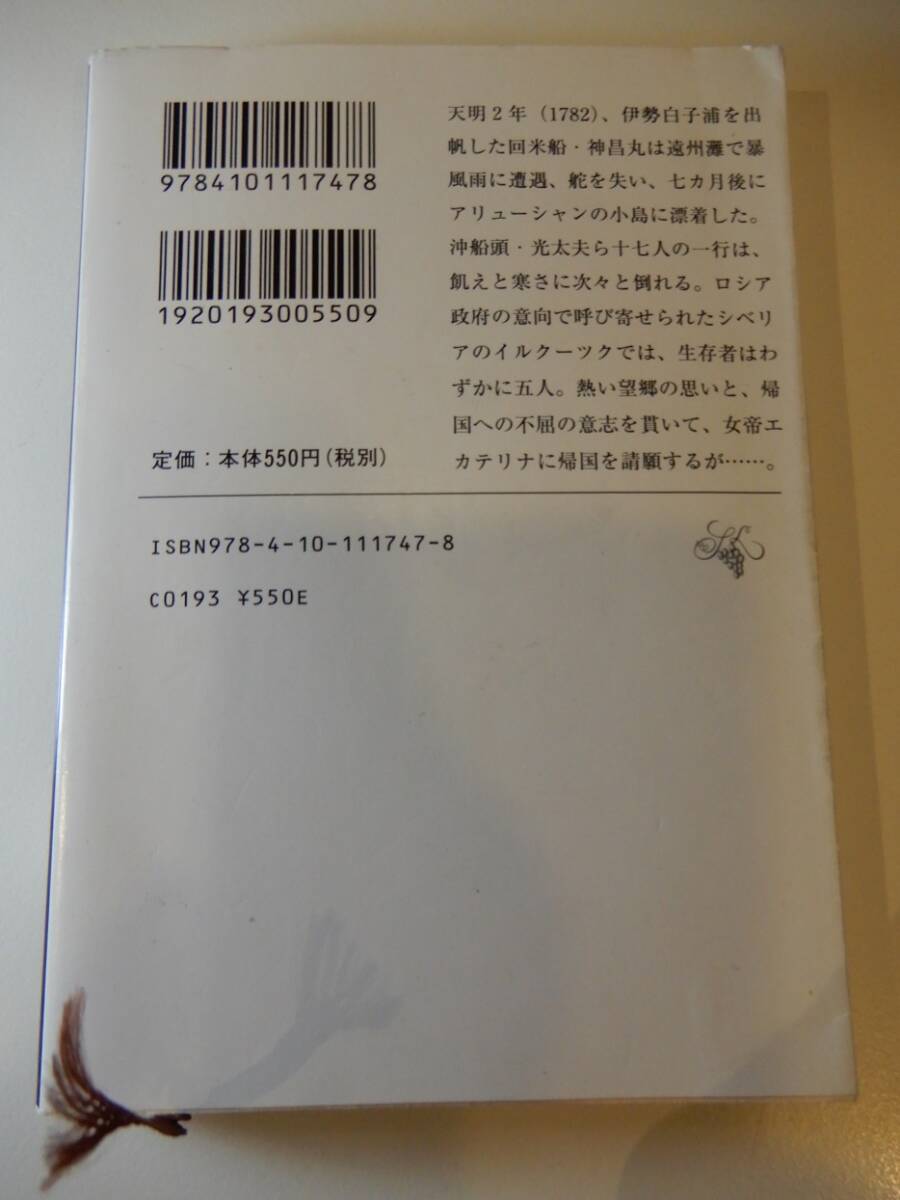 9784101117478
1920193005509
定価：本体550円（税別）
天明２年（1782）、伊勢白子浦を出
帆した回米船・神昌丸は遠州灘で暴
風雨に遭遇、舵を失い、七カ月後に
アリューシャンの小島に漂着した。
沖船頭・光太夫ら十七人の一行は、
飢えと寒さに次々と倒れる。ロシア
政府の意向で呼び寄せられたシベリ
アのイルクーツクでは、生存者はわ
ずかに五人。熱い望郷の思いと、帰
国への不屈の意志を貫いて、女帝エ
カテリナに帰国を請願するが……。
ISBN978-4-10-111747-8
C0193 ¥550E